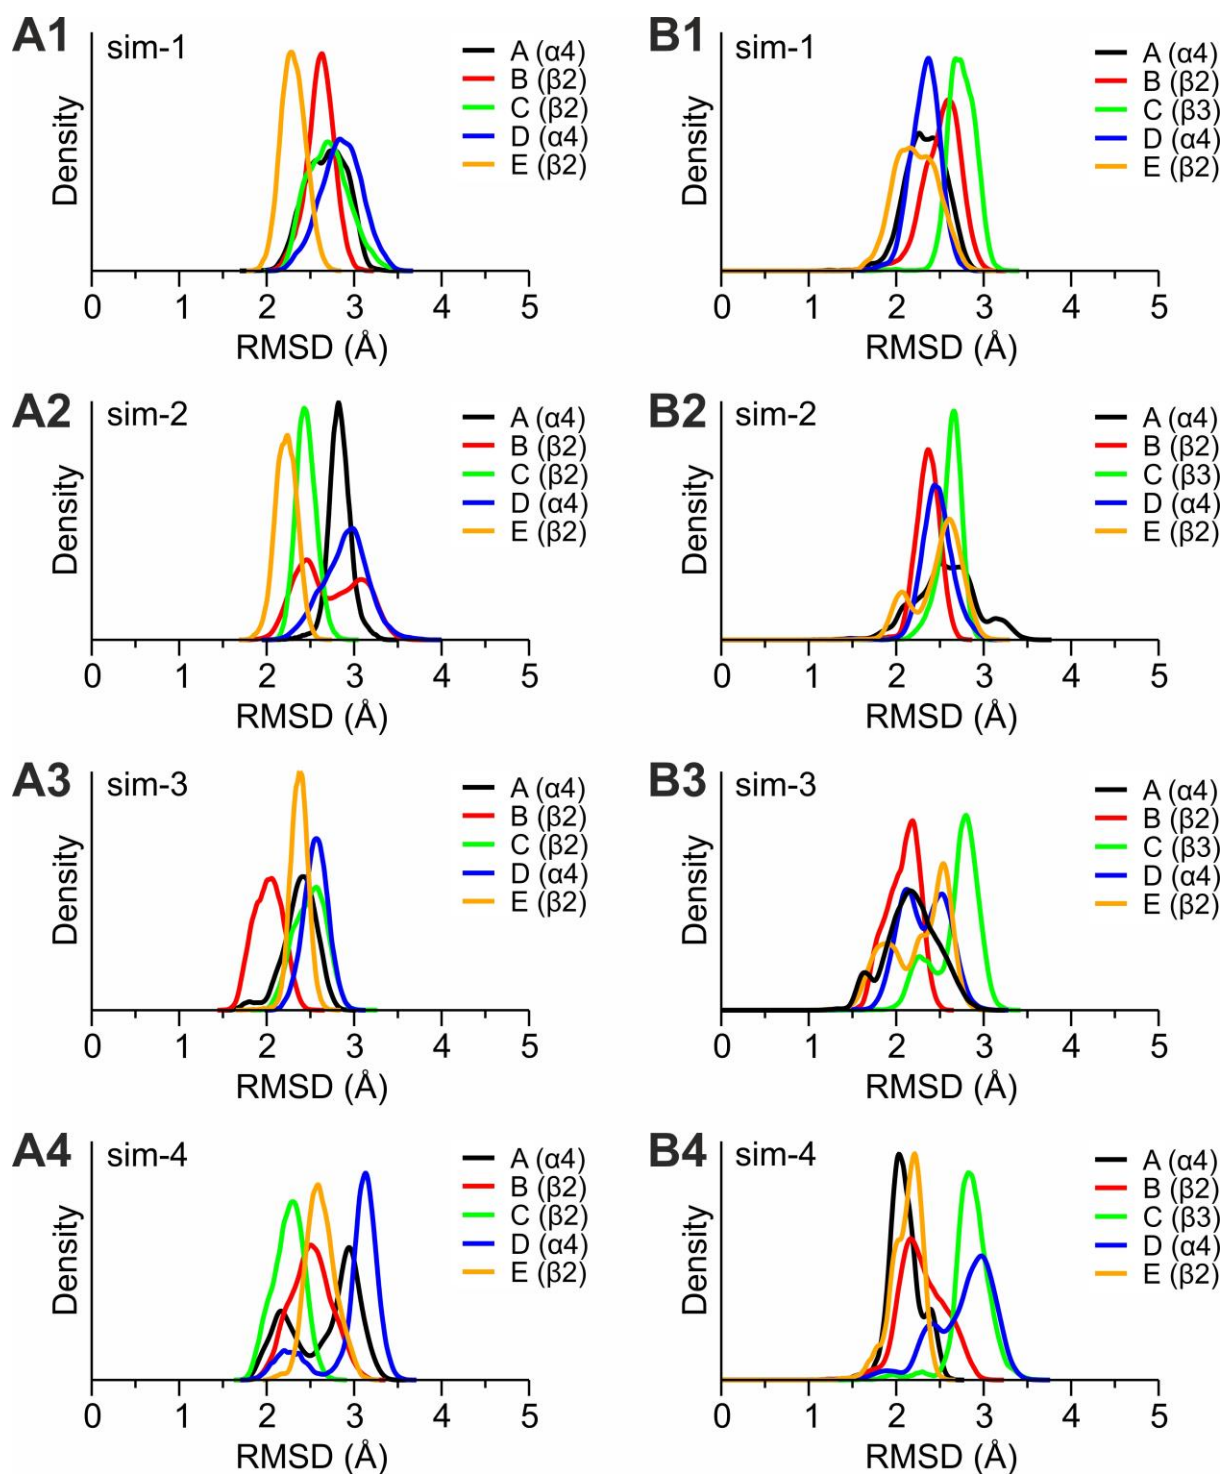 A1 sim-1
Density
A (α4)
B (β2)
C (β2)
D (α4)
E (β2)
0 1 2 3 4 5
RMSD (Å)
B1 sim-1
Density
A (α4)
B (β2)
C (β3)
D (α4)
E (β2)
0 1 2 3 4 5
RMSD (Å)
A2 sim-2
Density
A (α4)
B (β2)
C (β2)
D (α4)
E (β2)
0 1 2 3 4 5
RMSD (Å)
B2 sim-2
Density
A (α4)
B (β2)
C (β3)
D (α4)
E (β2)
0 1 2 3 4 5
RMSD (Å)
A3 sim-3
Density
A (α4)
B (β2)
C (β2)
D (α4)
E (β2)
0 1 2 3 4 5
RMSD (Å)
B3 sim-3
Density
A (α4)
B (β2)
C (β3)
D (α4)
E (β2)
0 1 2 3 4 5
RMSD (Å)
A4 sim-4
Density
A (α4)
B (β2)
C (β2)
D (α4)
E (β2)
0 1 2 3 4 5
RMSD (Å)
B4 sim-4
Density
A (α4)
B (β2)
C (β3)
D (α4)
E (β2)
0 1 2 3 4 5
RMSD (Å)